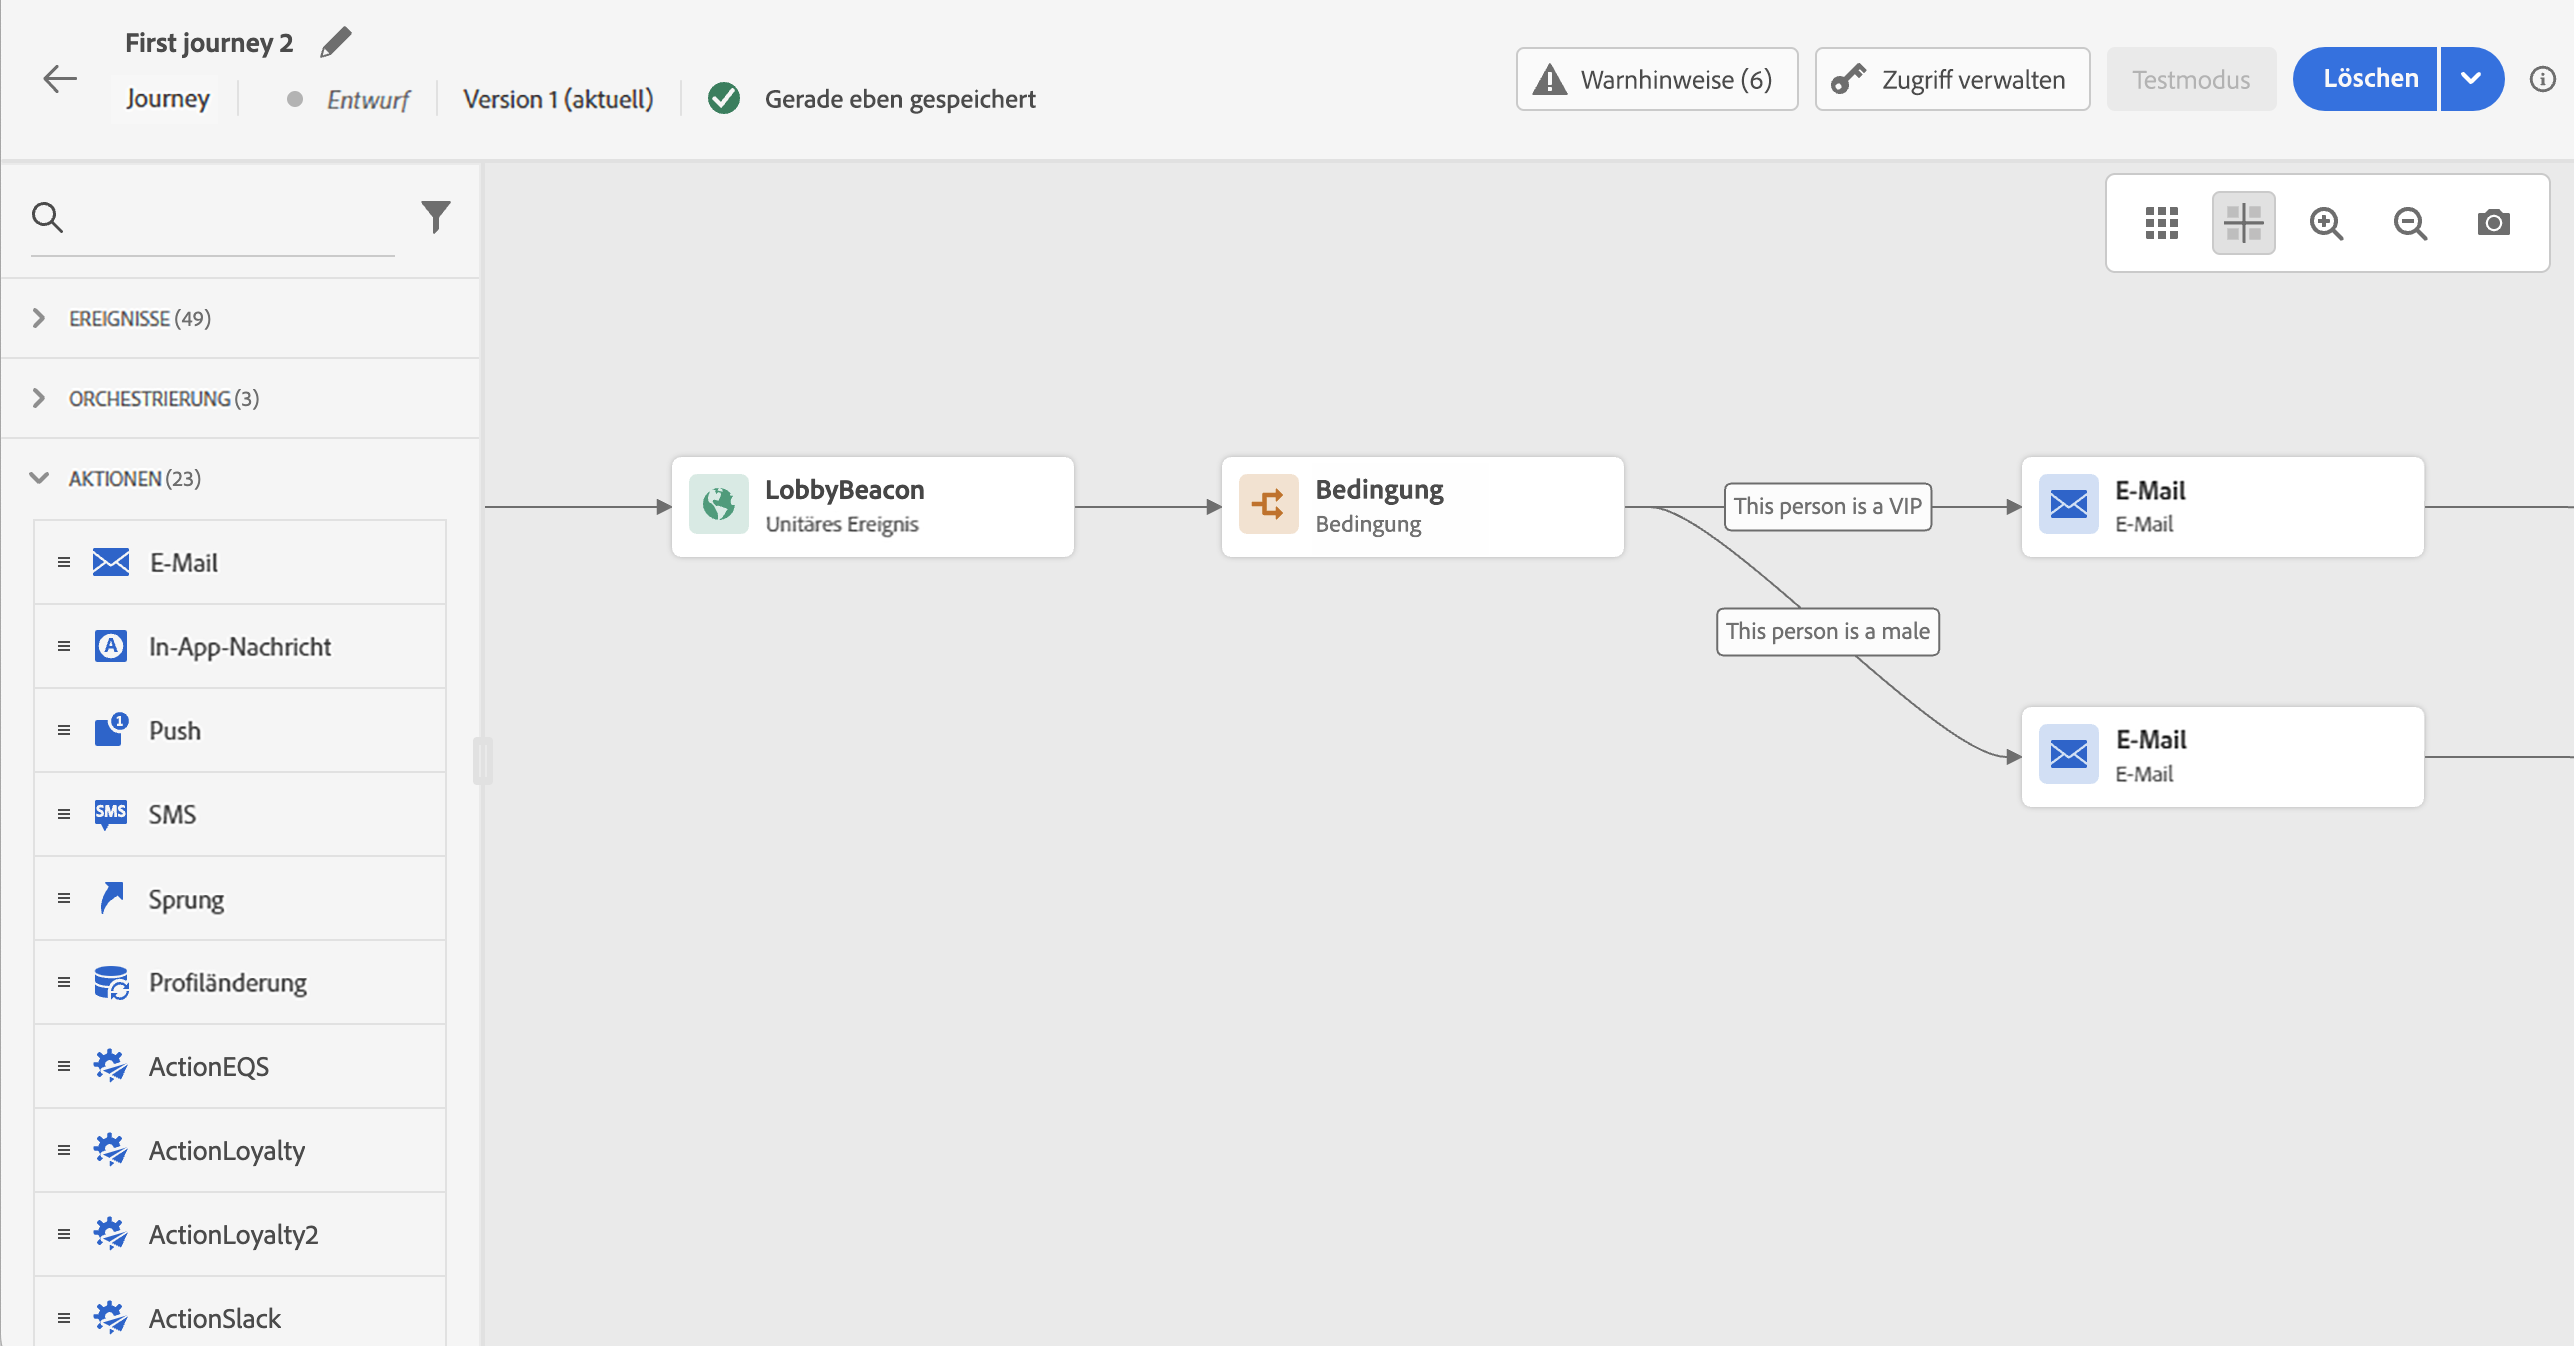 First journey 2
Journey
Entwurf
Version 1 (aktuell)
Gerade eben gespeichert
Warnhinweise (6)
Zugriff verwalten
Testmodus
Löschen
EREIGNISSE (49)
ORCHESTRIERUNG (3)
AKTIONEN (23)
E-Mail
A
In-App-Nachricht
1
Push
SMS
SMS
Sprung
Profiländerung
ActionEQS
ActionLoyalty
ActionLoyalty2
ActionSlack
LobbyBeacon
Unitäres Ereignis
Bedingung
Bedingung
This person is a VIP
E-Mail
E-Mail
This person is a male
E-Mail
E-Mail